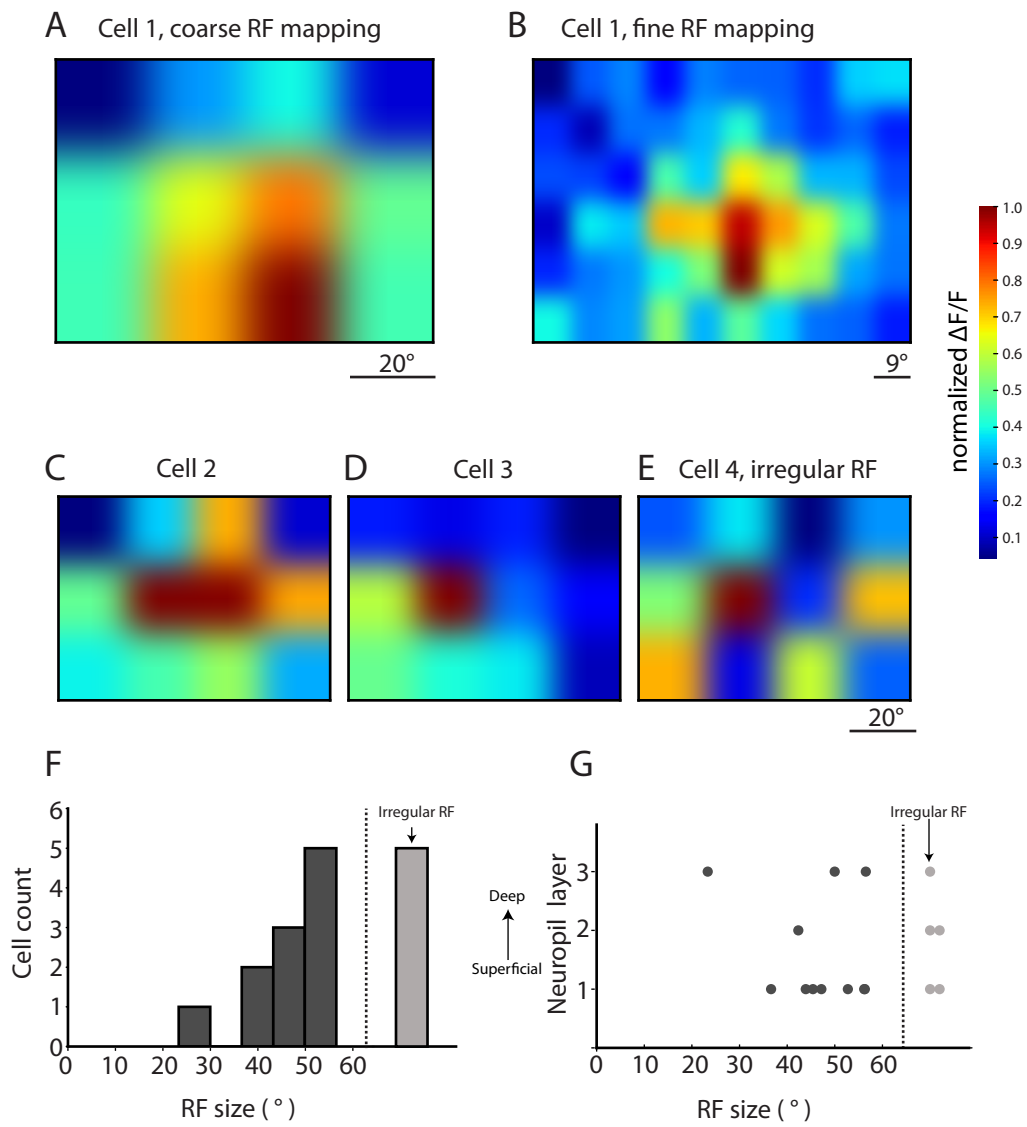 A Cell 1, coarse RF mapping
B Cell 1, fine RF mapping
20°
9°
normalized ΔF/F
1.0
0.9
0.8
0.7
0.6
0.5
0.4
0.3
0.2
0.1
C Cell 2
D Cell 3
E Cell 4, irregular RF
20°
F
Irregular RF
Cell count
6
5
4
3
2
1
0
0 10 20 30 40 50 60
RF size ( ° )
Deep
Superficial
G
Irregular RF
Neuropil layer
3
2
1
0 10 20 30 40 50 60
RF size ( ° )